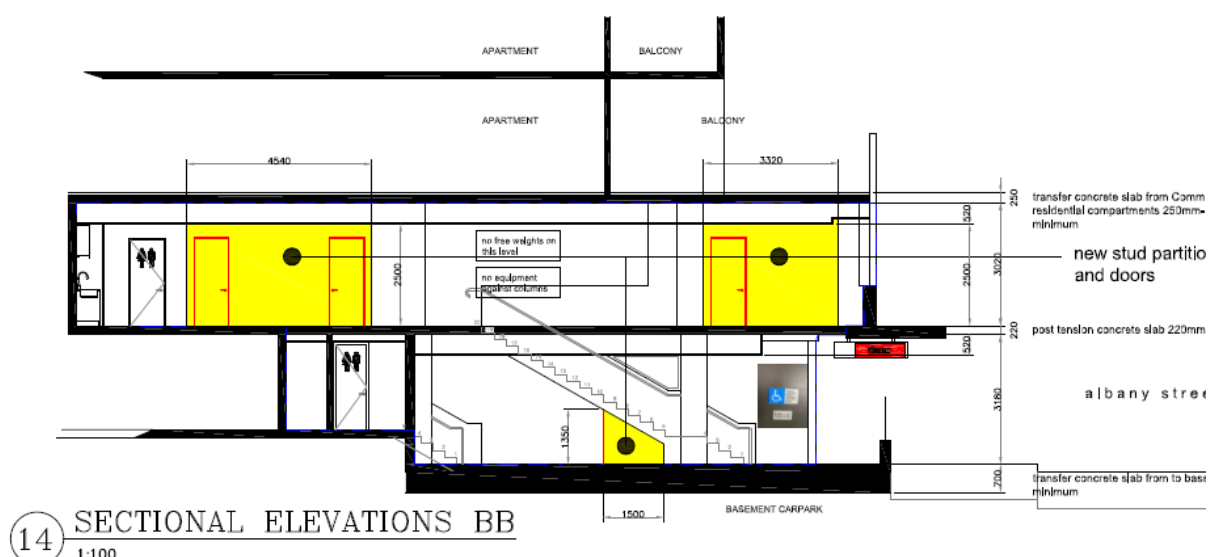 APARTMENT
BALCONY
APARTMENT
BALCONY
4540
3320
250
transfer concrete slab from Comm
residential compartments 250mm-
minimum
520
no free weights on
this level
new stud partitio
and doors
2500
3020
2500
no equipment
against columns
220
post tension concrete slab 220mm
520
albany stree
3180
1350
700
transfer concrete slab from to base
minimum
1500
BASEMENT CARPARK
14 SECTIONAL ELEVATIONS BB
1:100